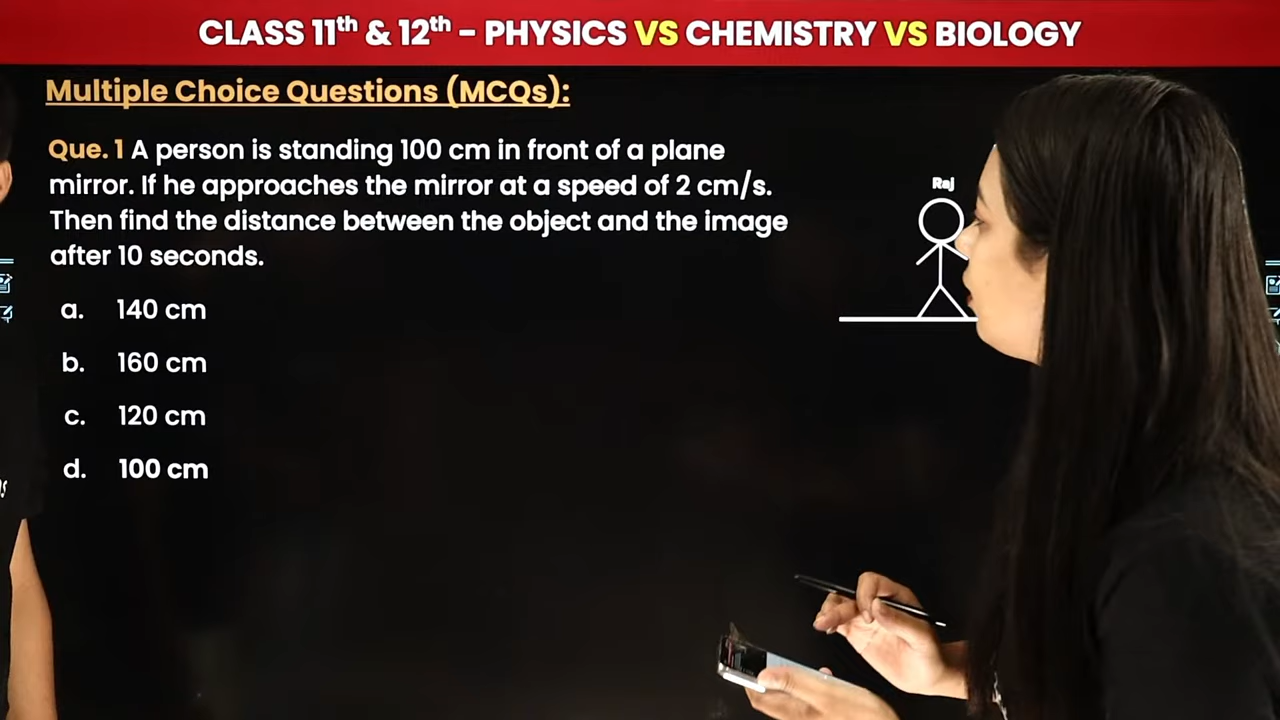 CLASS 11th & 12th - PHYSICS VS CHEMISTRY VS BIOLOGY
Multiple Choice Questions (MCQs):
Que. 1 A person is standing 100 cm in front of a plane
mirror. If he approaches the mirror at a speed of 2 cm/s.
Then find the distance between the object and the image
after 10 seconds.
Raj
a. 140 cm
b. 160 cm
c. 120 cm
d. 100 cm